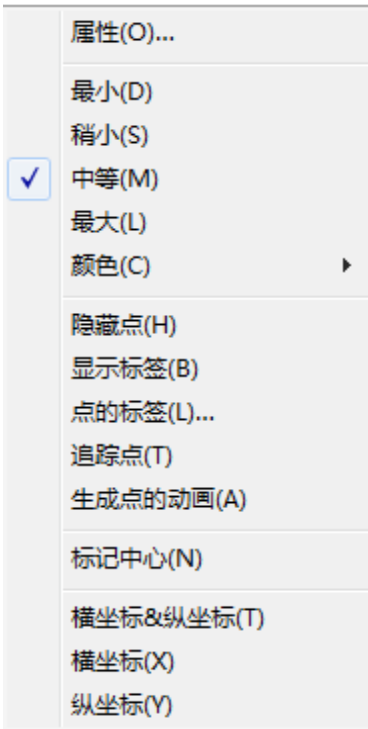 属性(O)...
最小(D)
稍小(S)
中等(M)
最大(L)
颜色(C)
隐藏点(H)
显示标签(B)
点的标签(L)...
追踪点(T)
生成点的动画(A)
标记中心(N)
横坐标&纵坐标(T)
横坐标(X)
纵坐标(Y)